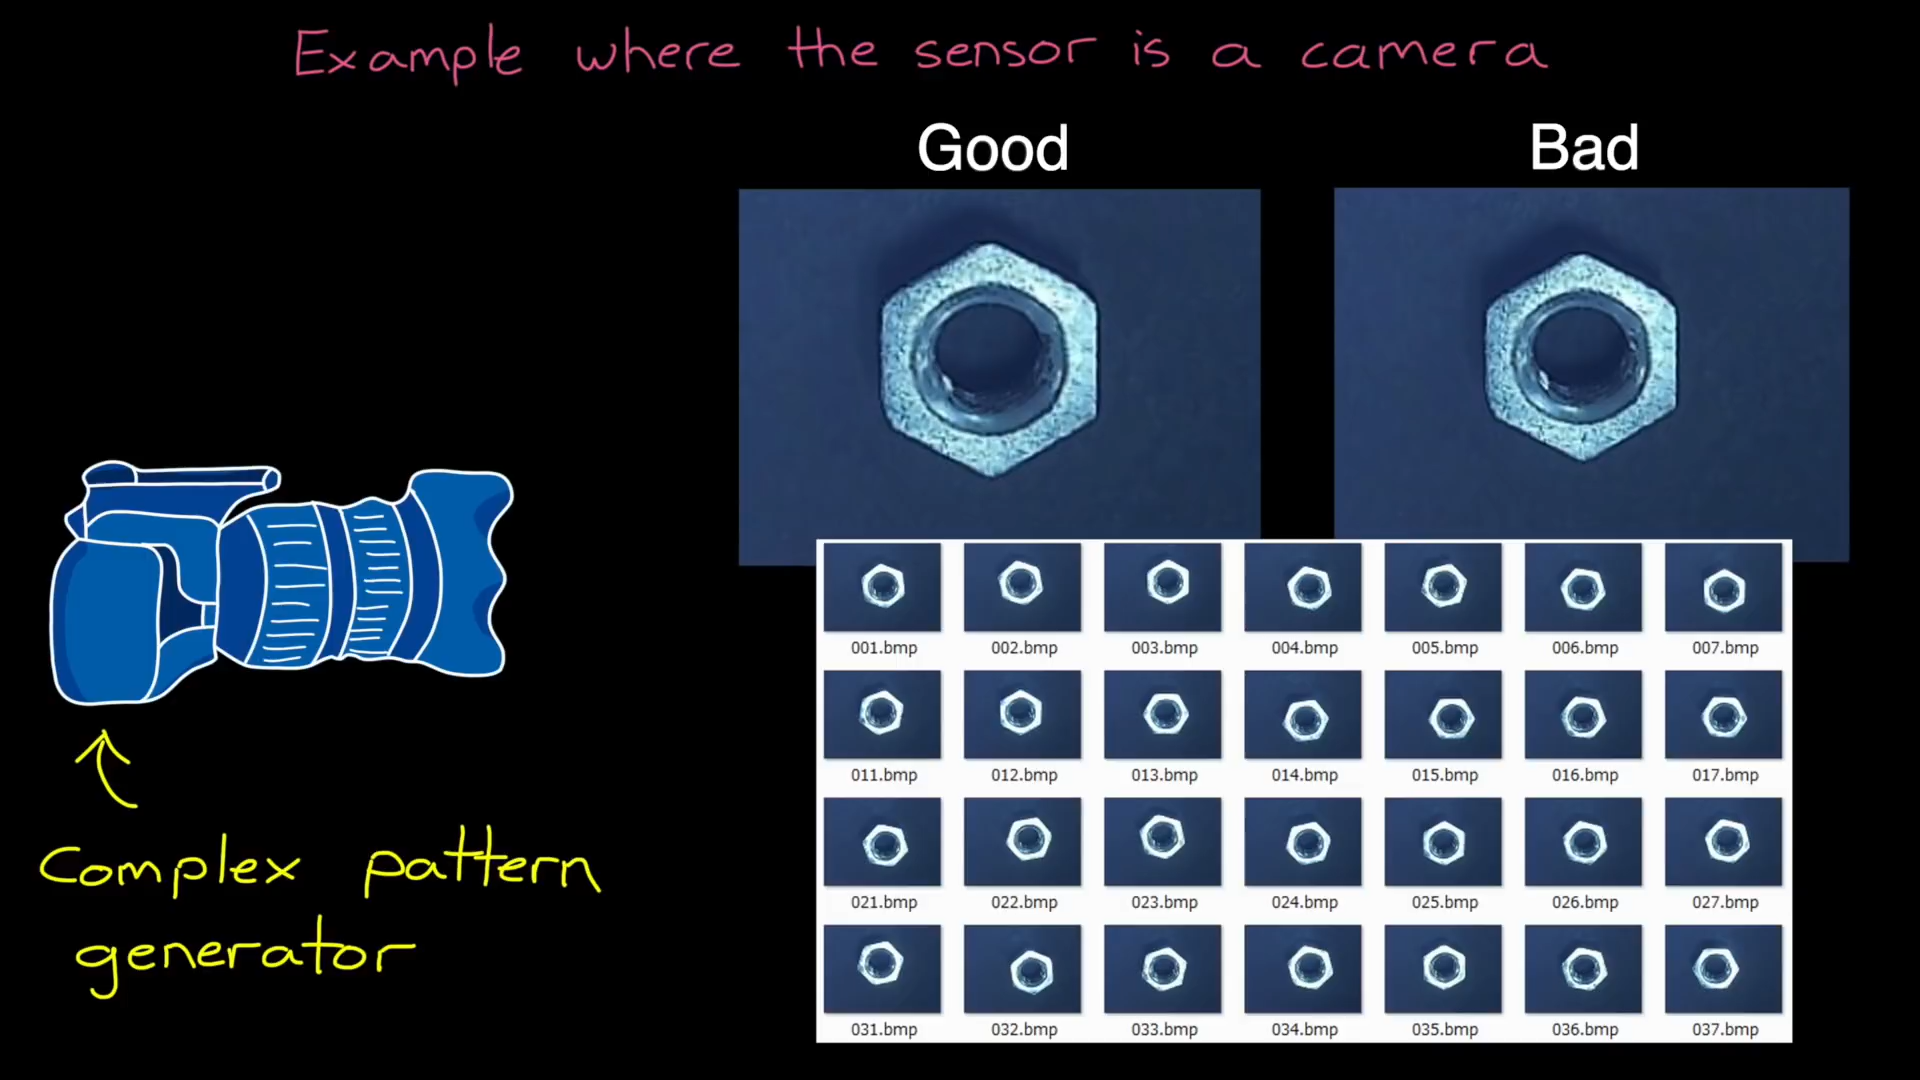 Example where the sensor is a camera
Good
Bad
001.bmp 002.bmp 003.bmp 004.bmp 005.bmp 006.bmp 007.bmp
011.bmp 012.bmp 013.bmp 014.bmp 015.bmp 016.bmp 017.bmp
021.bmp 022.bmp 023.bmp 024.bmp 025.bmp 026.bmp 027.bmp
031.bmp 032.bmp 033.bmp 034.bmp 035.bmp 036.bmp 037.bmp
Complex pattern
generator